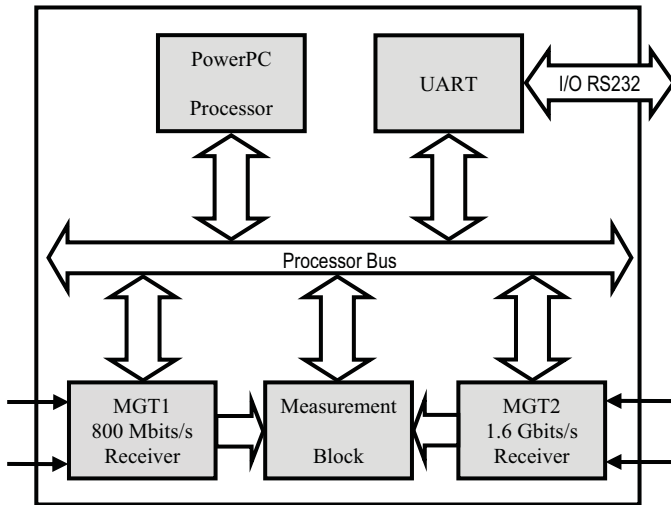 PowerPC
Processor
UART
I/O RS232
Processor Bus
MGT1
800 Mbits/s
Receiver
Measurement
Block
MGT2
1.6 Gbits/s
Receiver